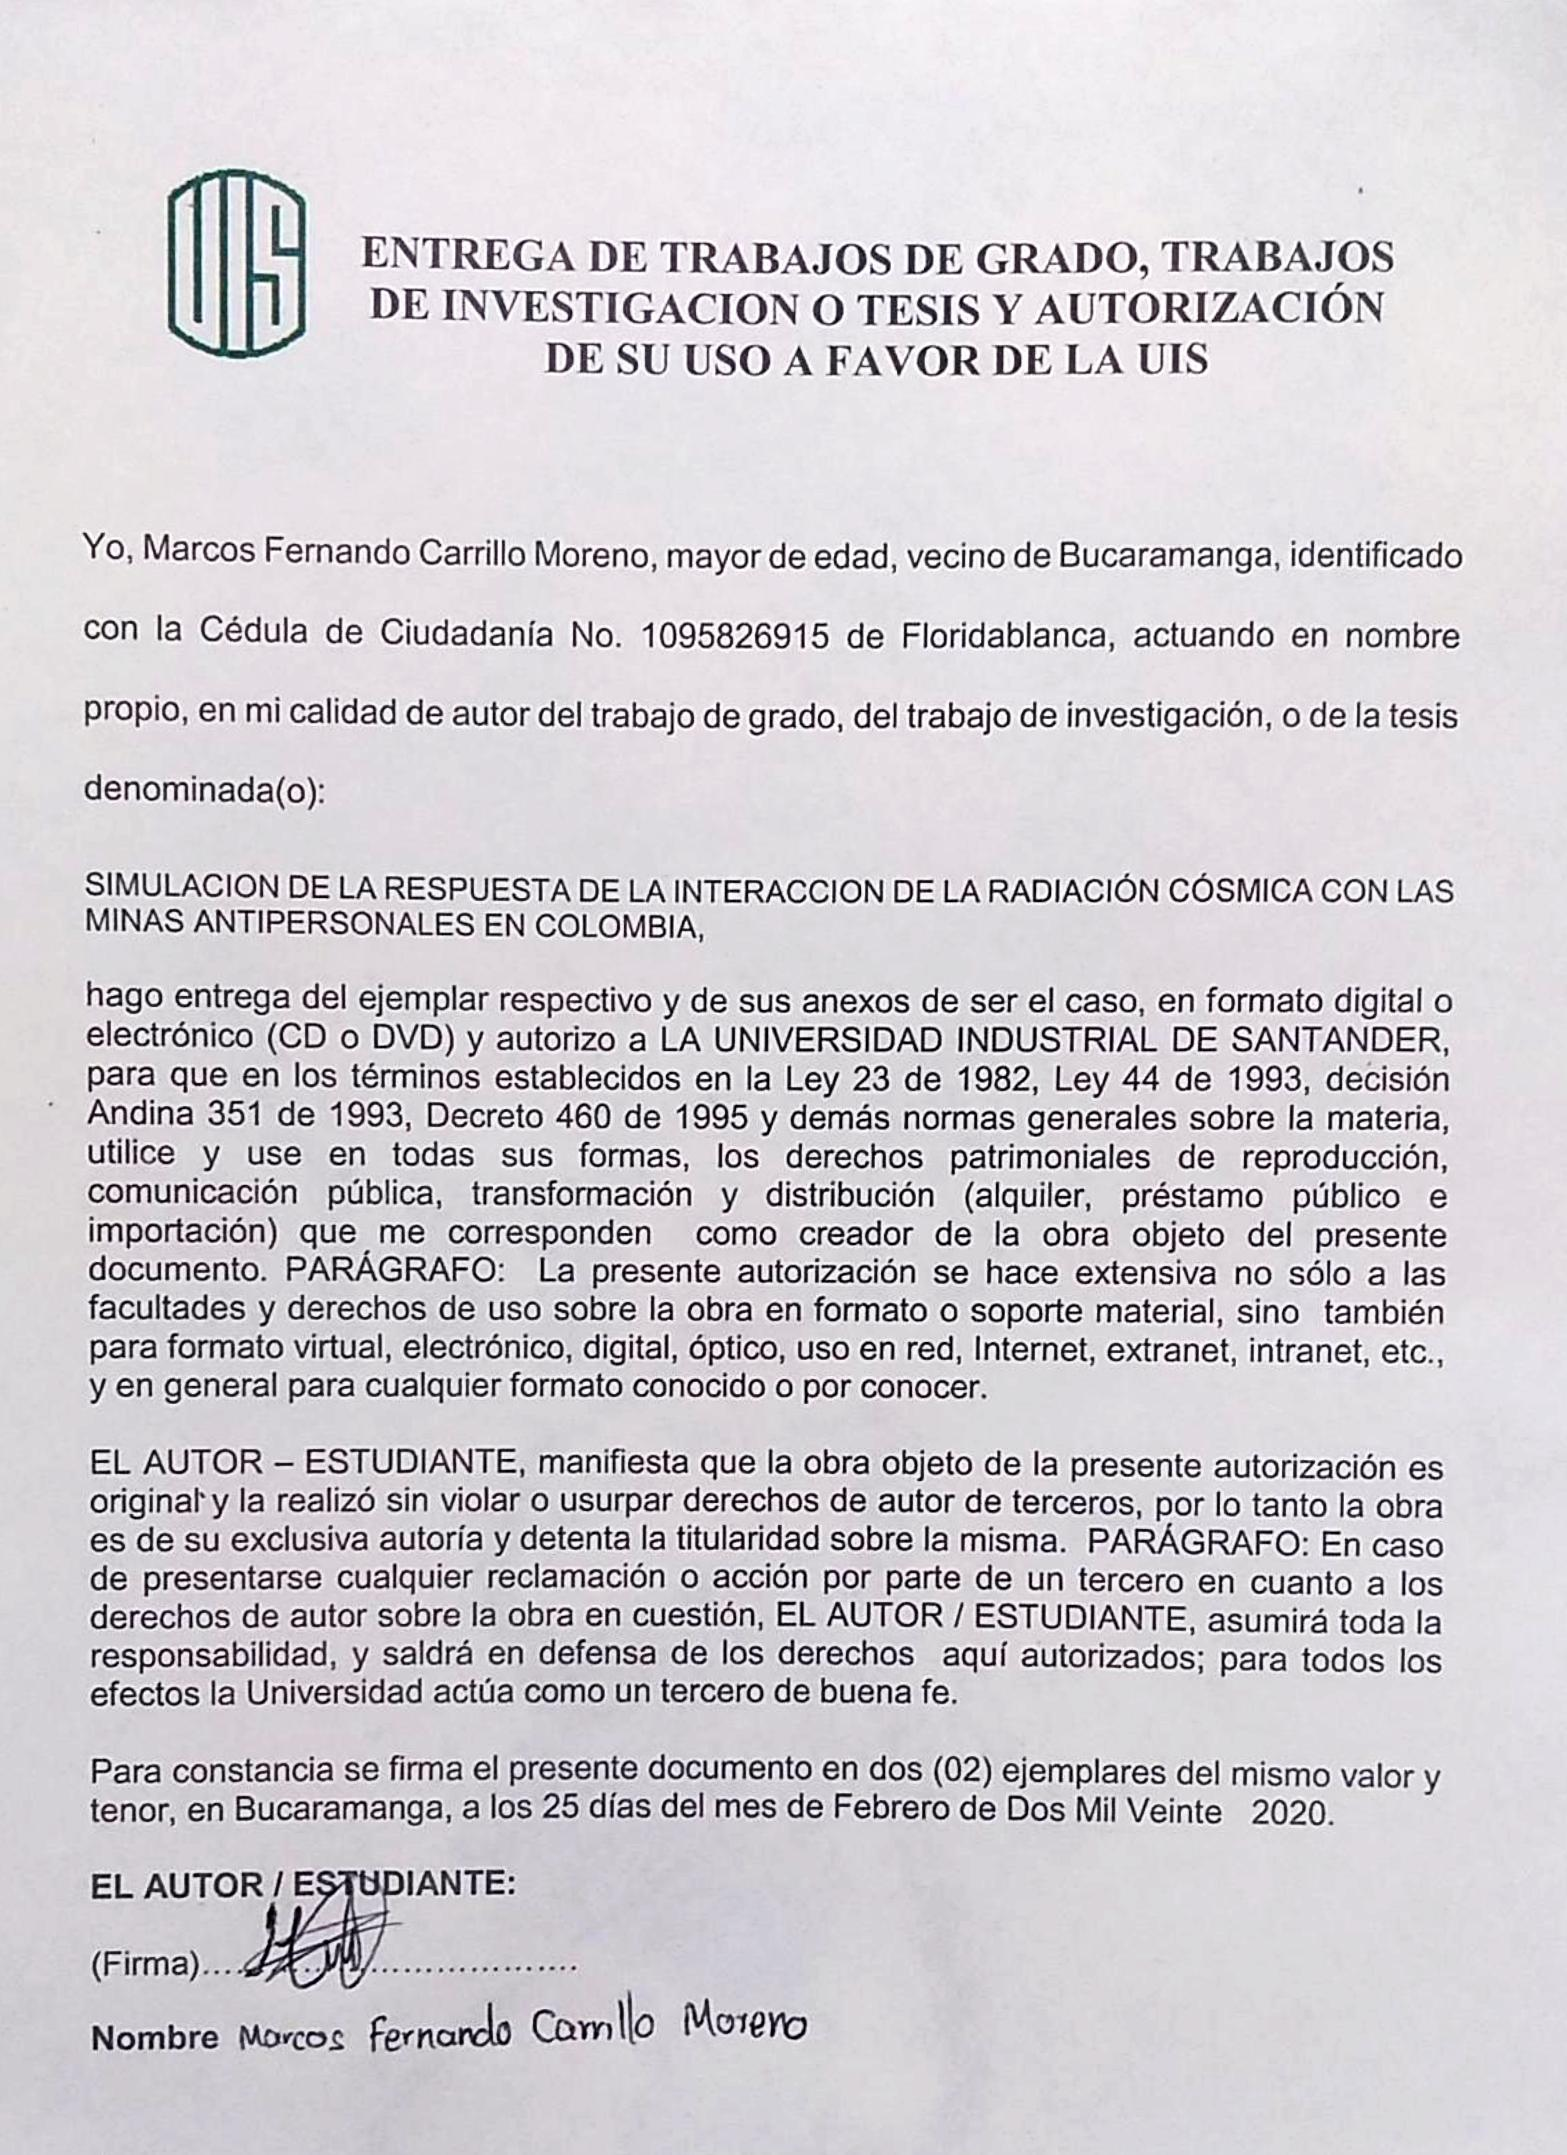 UIS
ENTREGA DE TRABAJOS DE GRADO, TRABAJOS
DE INVESTIGACION O TESIS Y AUTORIZACIÓN
DE SU USO A FAVOR DE LA UIS
Yo, Marcos Fernando Carrillo Moreno, mayor de edad, vecino de Bucaramanga, identificado
con la Cédula de Ciudadanía No. 1095826915 de Floridablanca, actuando en nombre
propio, en mi calidad de autor del trabajo de grado, del trabajo de investigación, o de la tesis
denominada(o):
SIMULACION DE LA RESPUESTA DE LA INTERACCION DE LA RADIACIÓN CÓSMICA CON LAS
MINAS ANTIPERSONALES EN COLOMBIA,
hago entrega del ejemplar respectivo y de sus anexos de ser el caso, en formato digital o
electrónico (CD o DVD) y autorizo a LA UNIVERSIDAD INDUSTRIAL DE SANTANDER,
para que en los términos establecidos en la Ley 23 de 1982, Ley 44 de 1993, decisión
Andina 351 de 1993, Decreto 460 de 1995 y demás normas generales sobre la materia,
utilice y use en todas sus formas, los derechos patrimoniales de reproducción,
comunicación pública, transformación y distribución (alquiler, préstamo público e
importación) que me corresponden como creador de la obra objeto del presente
documento. PARÁGRAFO: La presente autorización se hace extensiva no sólo a las
facultades y derechos de uso sobre la obra en formato o soporte material, sino también
para formato virtual, electrónico, digital, óptico, uso en red, Internet, extranet, intranet, etc.,
y en general para cualquier formato conocido o por conocer.
EL AUTOR – ESTUDIANTE, manifiesta que la obra objeto de la presente autorización es
original y la realizó sin violar o usurpar derechos de autor de terceros, por lo tanto la obra
es de su exclusiva autoría y detenta la titularidad sobre la misma. PARÁGRAFO: En caso
de presentarse cualquier reclamación o acción por parte de un tercero en cuanto a los
derechos de autor sobre la obra en cuestión, EL AUTOR / ESTUDIANTE, asumirá toda la
responsabilidad, y saldrá en defensa de los derechos aquí autorizados; para todos los
efectos la Universidad actúa como un tercero de buena fe.
Para constancia se firma el presente documento en dos (02) ejemplares del mismo valor y
tenor, en Bucaramanga, a los 25 días del mes de Febrero de Dos Mil Veinte 2020.
EL AUTOR / ESTUDIANTE:
(Firma)........................................
Nombre Marcos Fernando Carrillo Moreno